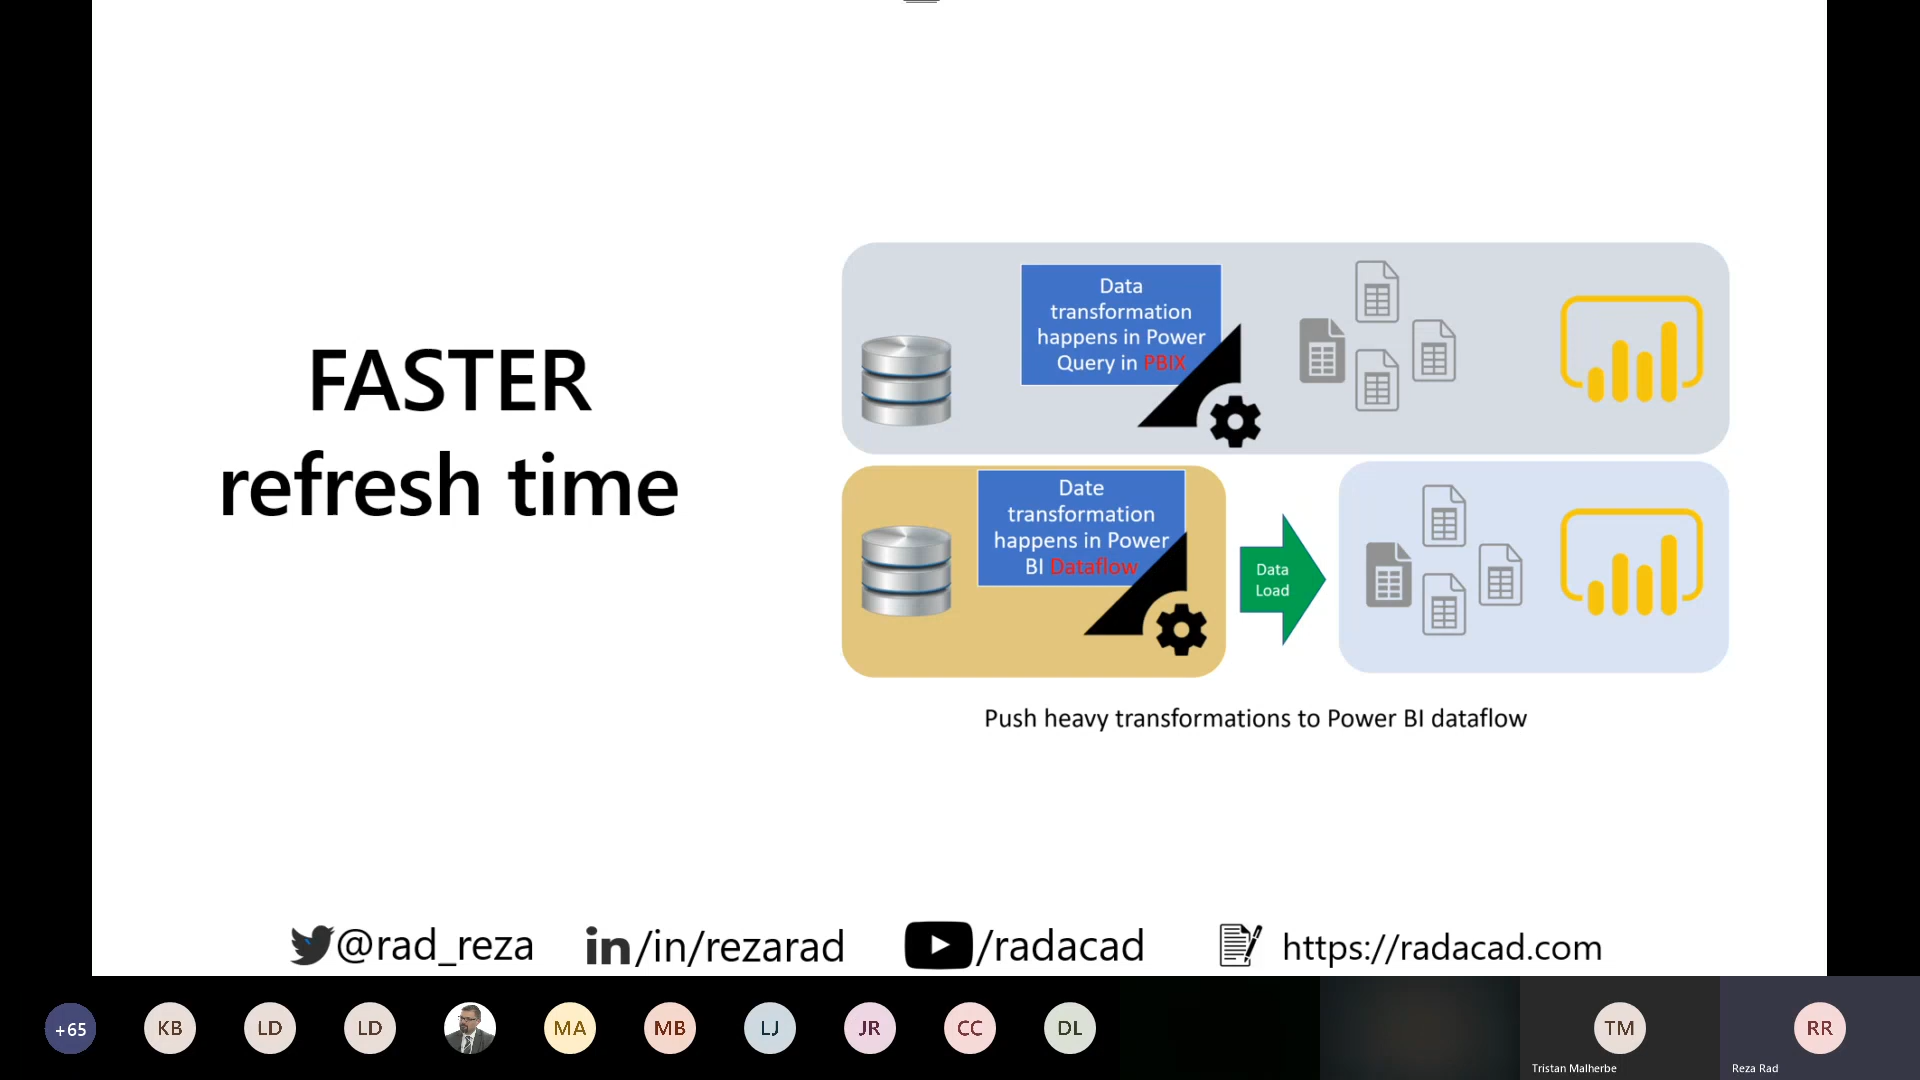 FASTER
refresh time
Data
transformation
happens in Power
Query in PBIX
Date
transformation
happens in Power
BI Dataflow
Data
Load
Push heavy transformations to Power BI dataflow
@rad_reza
in/in/rezarad
/radacad
https://radacad.com
+65
KB
LD
LD
MA
MB
LJ
JR
CC
DL
TM
RR
Tristan Malherbe
Reza Rad